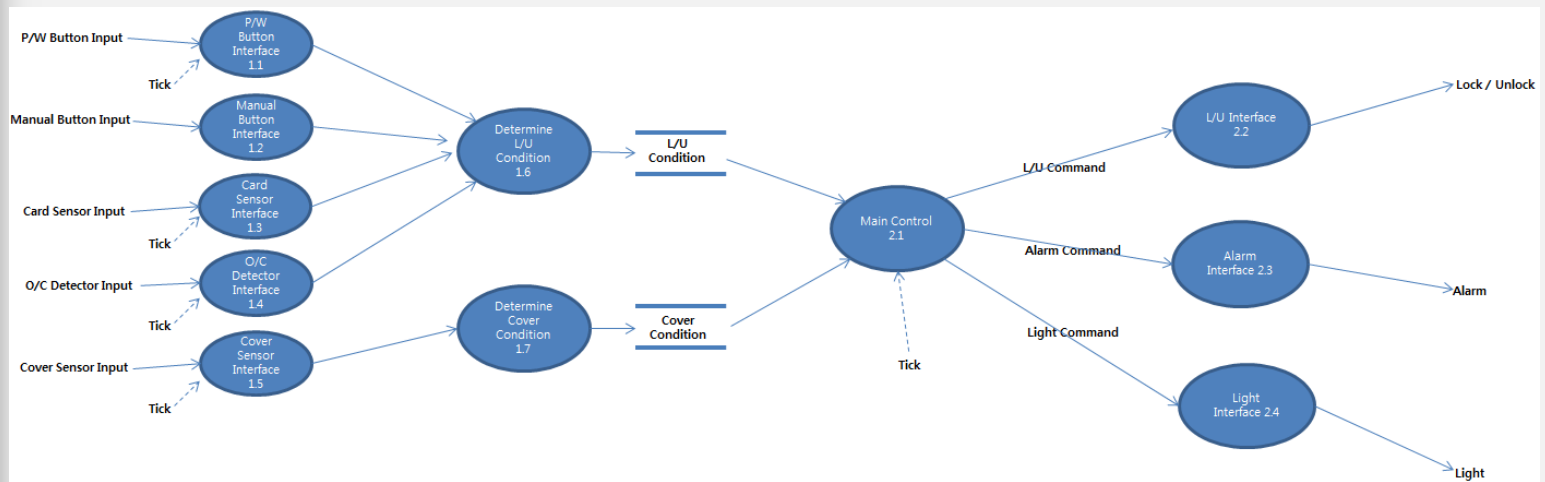 P/W Button Input
P/W
Button
Interface
1.1
Tick
Manual Button Input
Manual
Button
Interface
1.2
Card Sensor Input
Card
Sensor
Interface
1.3
Tick
O/C Detector Input
O/C
Detector
Interface
1.4
Tick
Cover Sensor Input
Cover
Sensor
Interface
1.5
Tick
Determine
L/U
Condition
1.6
L/U
Condition
Determine
Cover
Condition
1.7
Cover
Condition
Main Control
2.1
Tick
L/U Command
Alarm Command
Light Command
L/U Interface
2.2
Lock / Unlock
Alarm
Interface 2.3
Alarm
Light
Interface 2.4
Light